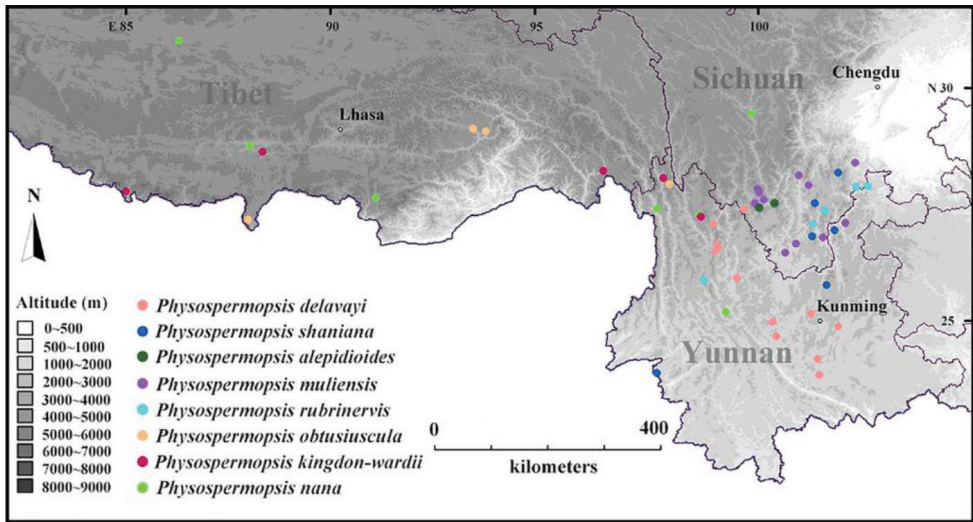 E 85 90 95 100
Sichuan
Chengdu
N 30
Tibet
Lhasa
N
Altitude (m)
0~500
500~1000
1000~2000
2000~3000
3000~4000
4000~5000
5000~6000
6000~7000
7000~8000
8000~9000
Physospermopsis delavayi
Physospermopsis shaniana
Physospermopsis alepidioides
Physospermopsis muliensis
Physospermopsis rubrinervis
Physospermopsis obtusiuscula
Physospermopsis kingdon-wardii
Physospermopsis nana
Kunming
25
Yunnan
0 400
kilometers